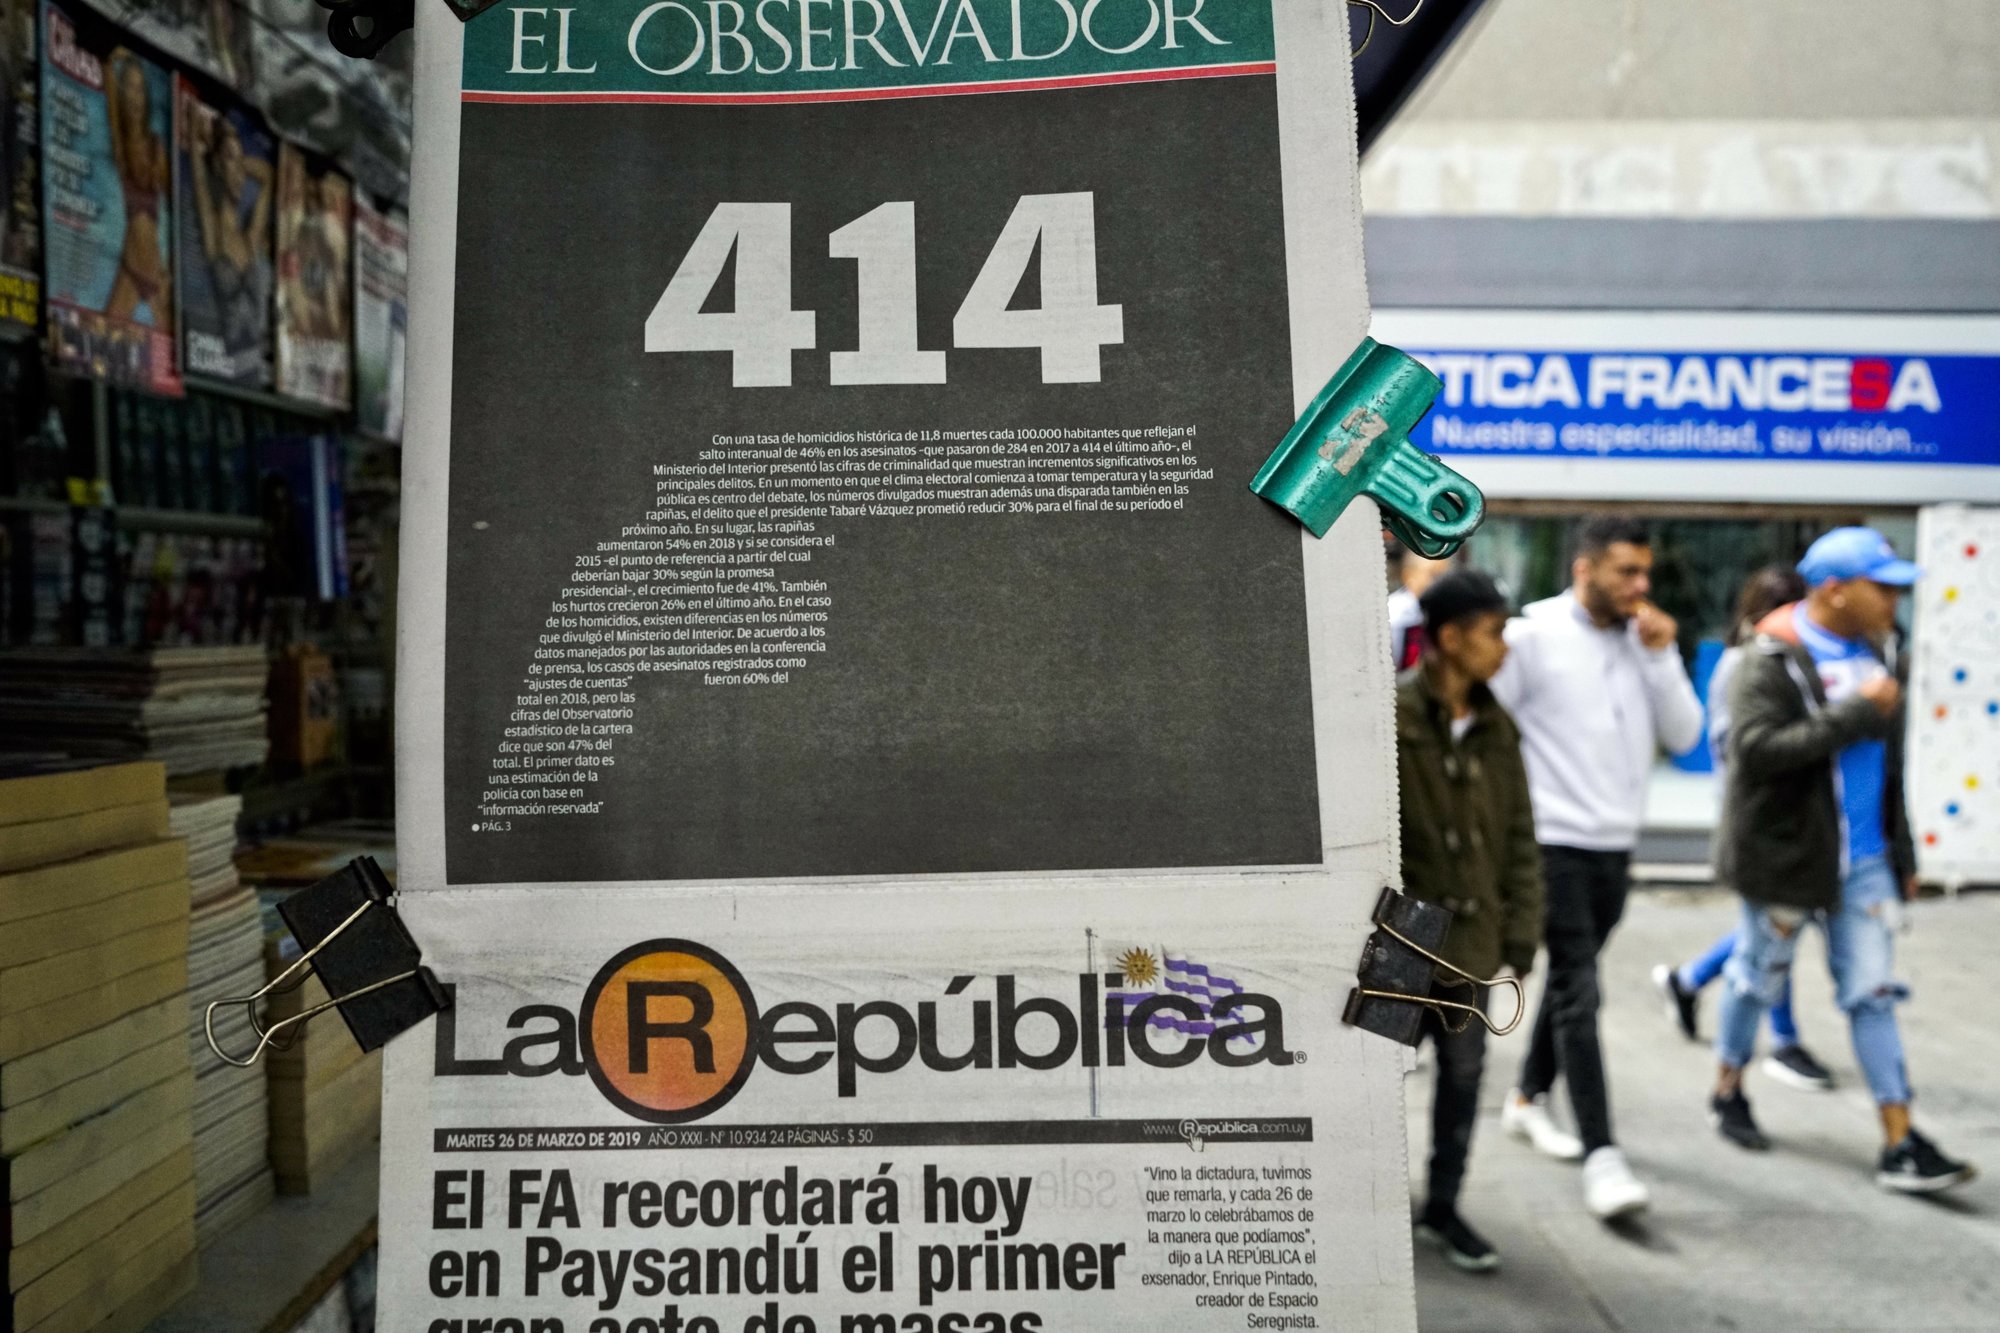 EL OBSERVADOR
414
Con una tasa de homicidios histórica de 11,8 muertes cada 100.000 habitantes que reflejan el
salto interanual de 46% en los asesinatos -que pasaron de 284 en 2017 a 414 el último año-, el
Ministerio del Interior presentó las cifras de criminalidad que muestran incrementos significativos en los
principales delitos. En un momento en que el clima electoral comienza a tomar temperatura y la seguridad
pública es centro del debate, los números divulgados muestran además una disparada también en las
rapiñas, el delito que el presidente Tabaré Vázquez prometió reducir 30% para el final de su período el
próximo año. En su lugar, las rapiñas
aumentaron 54% en 2018 y si se considera el
2015 -el punto de referencia a partir del cual
deberían bajar 30% según la promesa
presidencial-, el crecimiento fue de 41%. También
los hurtos crecieron 26% en el último año. En el caso
de los homicidios, existen diferencias en los números
que divulgó el Ministerio del Interior. De acuerdo a los
datos manejados por las autoridades en la conferencia
de prensa, los casos de asesinatos registrados como
"ajustes de cuentas" fueron 60% del
total en 2018, pero las
cifras del Observatorio
estadístico de la cartera
dice que son 47% del
total. El primer dato es
una estimación de la
policía con base en
"información reservada"
● PÁG. 3
La República®
MARTES 26 DE MARZO DE 2019 AÑO XXXI - N° 10.934 24 PÁGINAS - $ 50
www.República.com.uy
El FA recordará hoy
en Paysandú el primer
gran acto de masas
"Vino la dictadura, tuvimos
que remarla, y cada 26 de
marzo lo celebrábamos de
la manera que podíamos",
dijo a LA REPÚBLICA el
exsenador, Enrique Pintado,
creador de Espacio
Seregnista.
TICA FRANCESA
Nuestra especialidad, su visión...